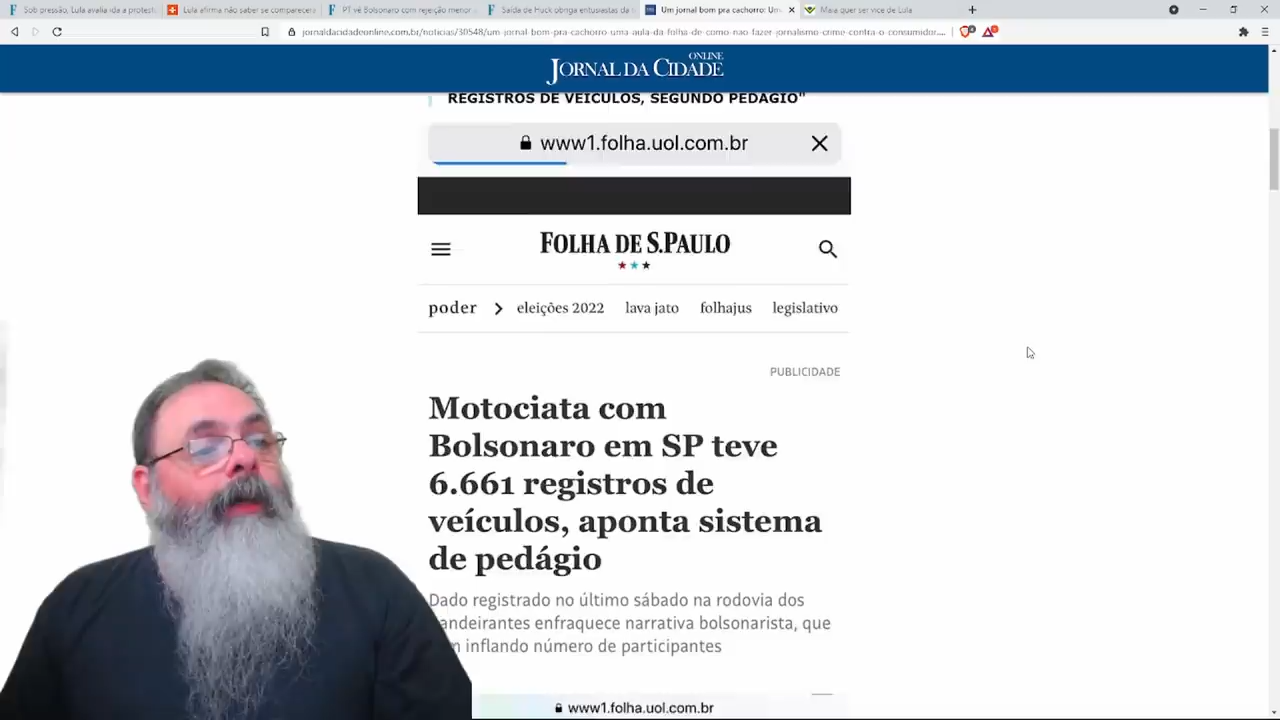 Sob pressão, Lula avalia ida a protest
Lula afirma não saber se comparecerá
PT vê Bolsonaro com rejeição menor
Saída de Huck obriga entusiastas da t
Um jornal bom pra cachorro: Um
Maia quer ser vice de Lula
jornaldacidadeonline.com.br/noticias/30548/um-jornal-bom-pra-cachorro-uma-aula-da-folha-de-como-nao-fazer-jornalismo-crime-contra-o-consumidor....
JORNAL DA CIDADE
ONLINE
REGISTROS DE VEÍCULOS, SEGUNDO PEDÁGIO"
www1.folha.uol.com.br
FOLHA DE S.PAULO
poder > eleições 2022 lava jato folhajus legislativo
PUBLICIDADE
Motociata com
Bolsonaro em SP teve
6.661 registros de
veículos, aponta sistema
de pedágio
Dado registrado no último sábado na rodovia dos
andeirantes enfraquece narrativa bolsonarista, que
inflando número de participantes
www1.folha.uol.com.br